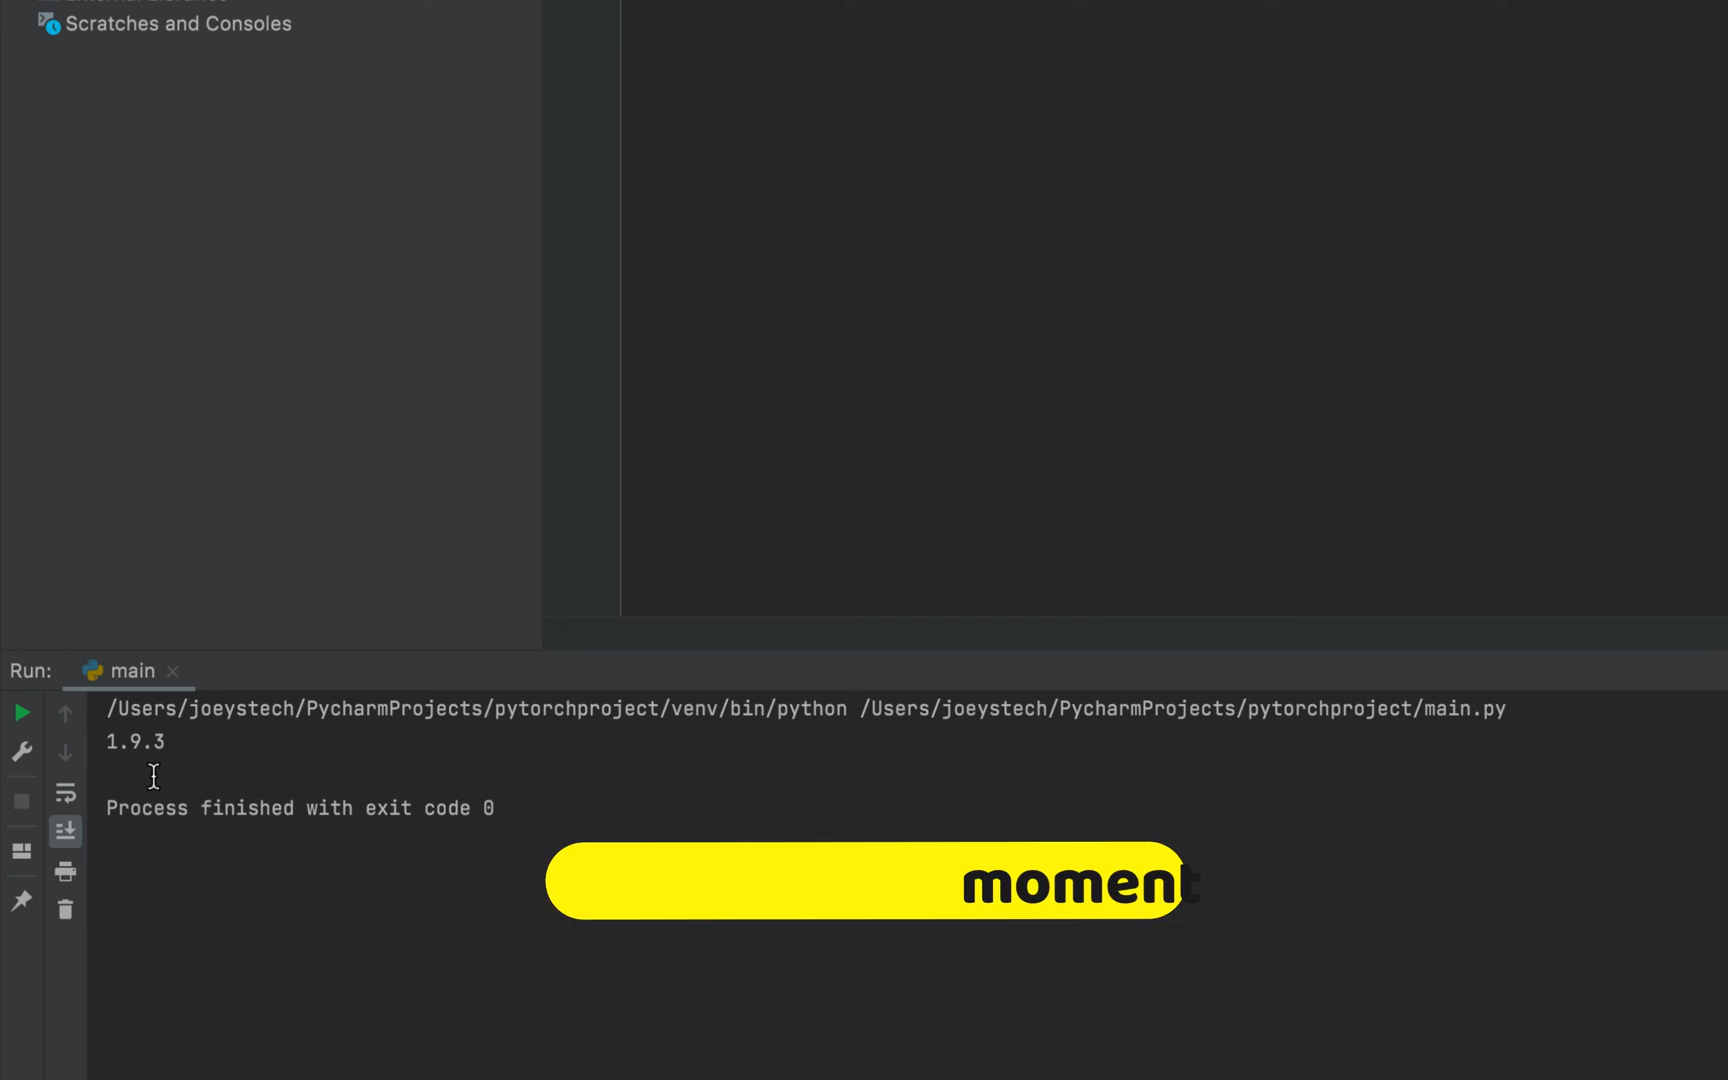 Scratches and Consoles
Run: main
/Users/joeystech/PycharmProjects/pytorchproject/venv/bin/python /Users/joeystech/PycharmProjects/pytorchproject/main.py
1.9.3
Process finished with exit code 0
moment